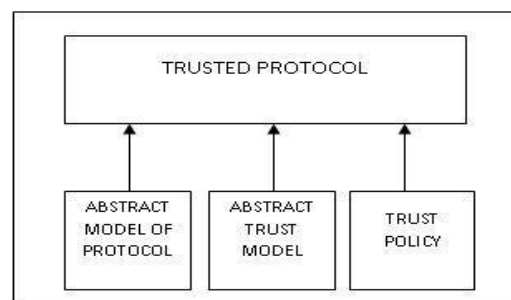 TRUSTED PROTOCOL
ABSTRACT
MODEL OF
PROTOCOL
ABSTRACT
TRUST
MODEL
TRUST
POLICY